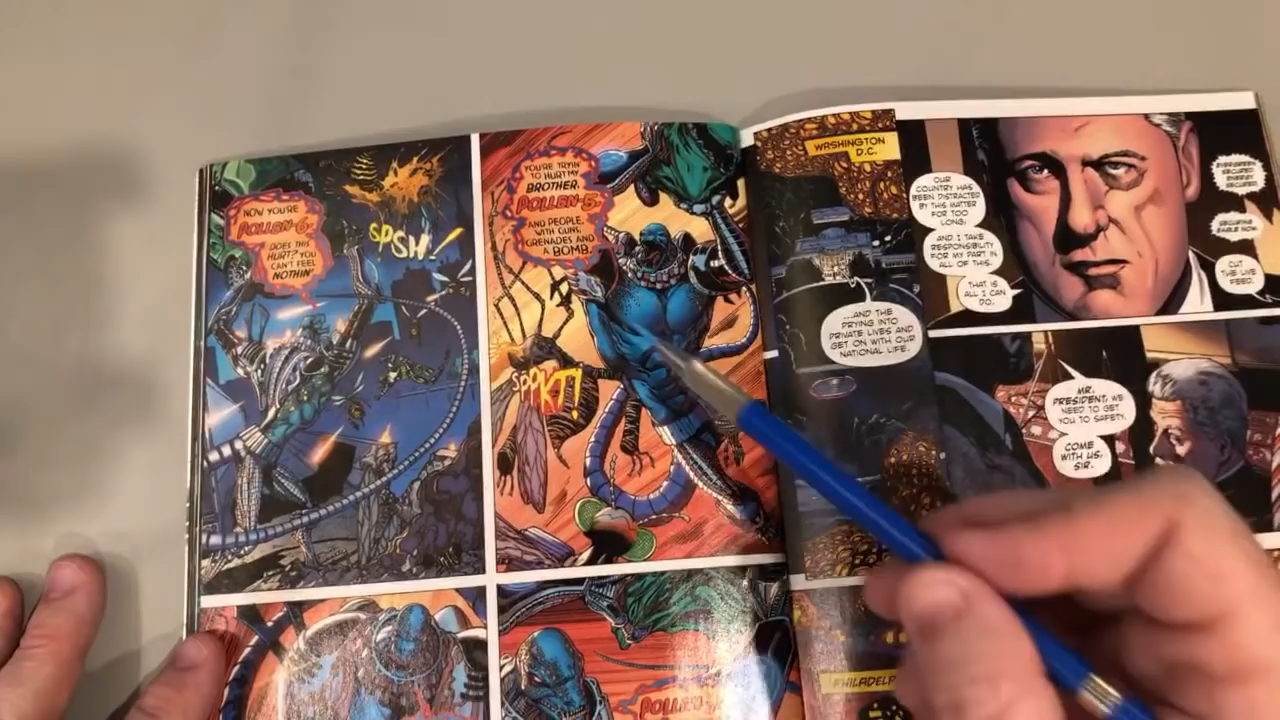 NOW YOU'RE
POLLEN-6.
DOES THIS
HURT? YOU
CAN'T FEEL
NOTHIN'
SPSH!
YOU'RE TRYIN'
TO HURT MY
BROTHER,
POLLEN-5.
AND PEOPLE,
WITH GUNS,
GRENADES AND
A BOMB.
SPPKT!
POLLEN-
WASHINGTON
D.C.
...AND THE
PRYING INTO
PRIVATE LIVES AND
GET ON WITH OUR
NATIONAL LIFE.
OUR
COUNTRY HAS
BEEN DISTRACTED
BY THIS MATTER
FOR TOO
LONG.
AND I TAKE
RESPONSIBILITY
FOR MY PART IN
ALL OF THIS.
THAT IS
ALL I CAN
DO.
EVERGREEN
SECURED.
ENERGY
SECURED.
SECURING
EAGLE NOW.
CUT
THE LIVE
FEED.
MR.
PRESIDENT, WE
NEED TO GET
YOU TO SAFETY.
COME
WITH US,
SIR.
PHILADELP